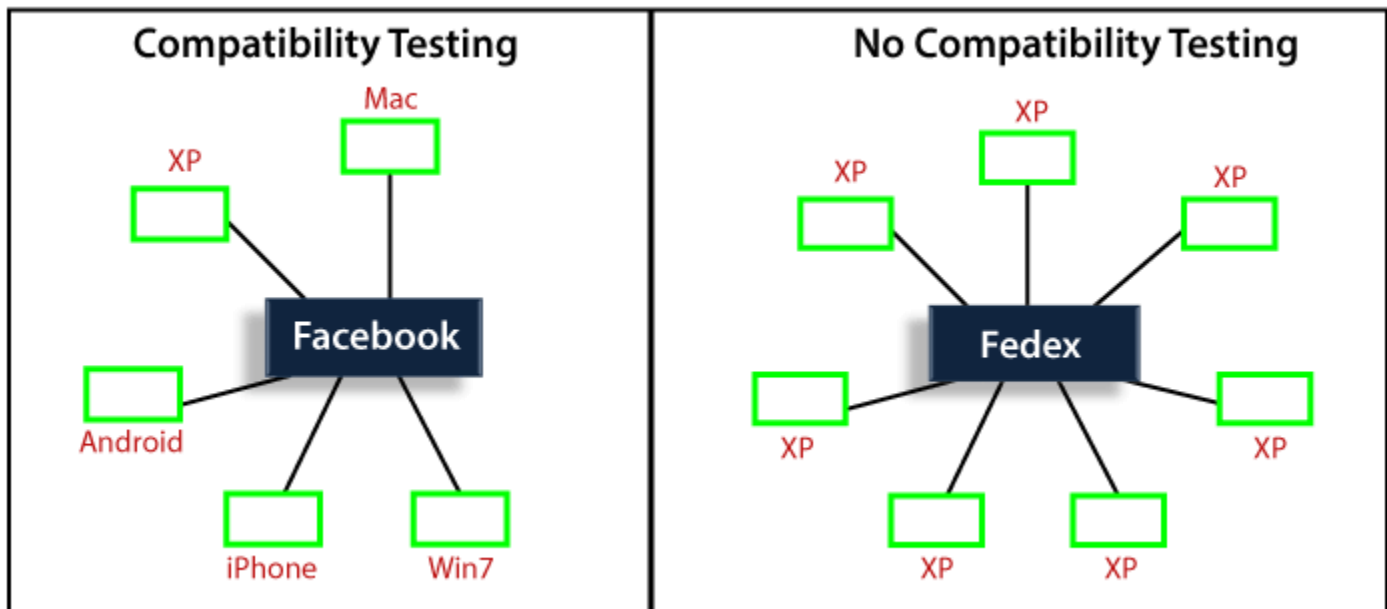 Compatibility Testing
Mac
XP
Facebook
Android
iPhone
Win7
No Compatibility Testing
XP
XP
XP
Fedex
XP
XP
XP
XP